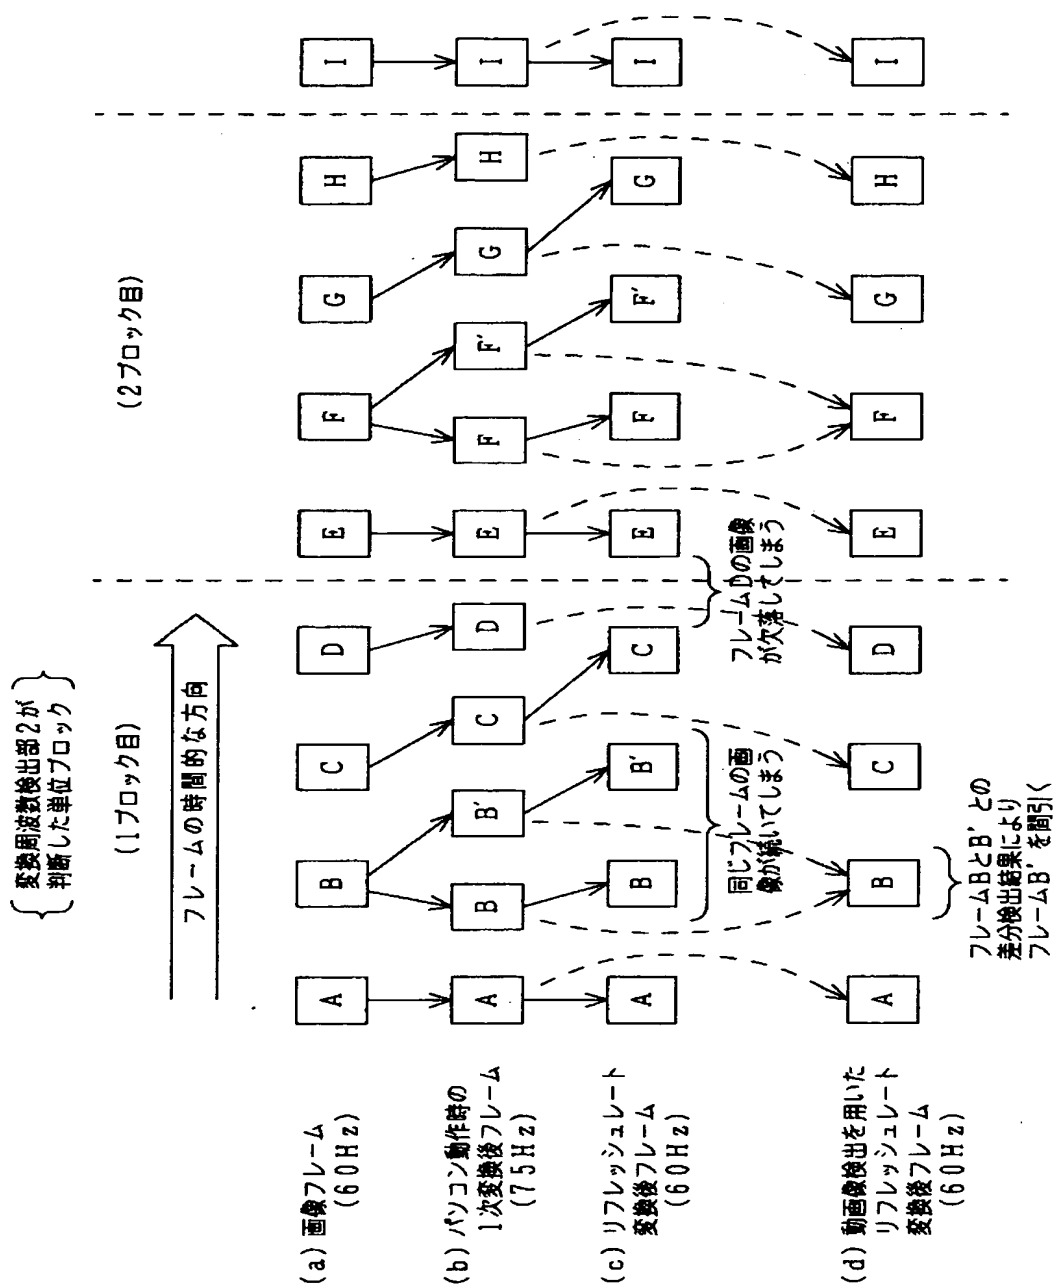 変換周波数検出部2が
判断した単位ブロック
(1ブロック目)
(2ブロック目)
フレームの時間的な方向
(a) 画像フレーム
(60Hz)
A
B
C
D
E
F
G
H
I
(b) パソコン動作時の
1次変換後フレーム
(75Hz)
A
B
B'
C
D
E
F
F'
G
H
I
(c) リフレッシュレート
変換後フレーム
(60Hz)
A
B
B'
C
E
F
F'
G
I
同じフレームの画
像が続いてしまう
フレームDの画像
が欠落してしまう
(d) 動画像検出を用いた
リフレッシュレート
変換後フレーム
(60Hz)
A
B
C
D
E
F
G
H
I
フレームBとB'との
差分検出結果により
フレームB'を間引く